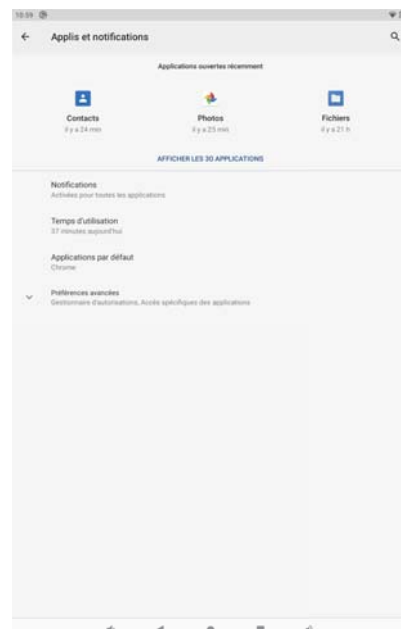 10:59
Applis et notifications
Applications ouvertes récemment
Contacts
Il y a 24 min
Photos
Il y a 25 min
Fichiers
Il y a 21 h
AFFICHER LES 30 APPLICATIONS
Notifications
Activées pour toutes les applications
Temps d'utilisation
37 minutes aujourd'hui
Applications par défaut
Chrome
Préférences avancées
Gestionnaire d'autorisations, Accès spécifiques des applications